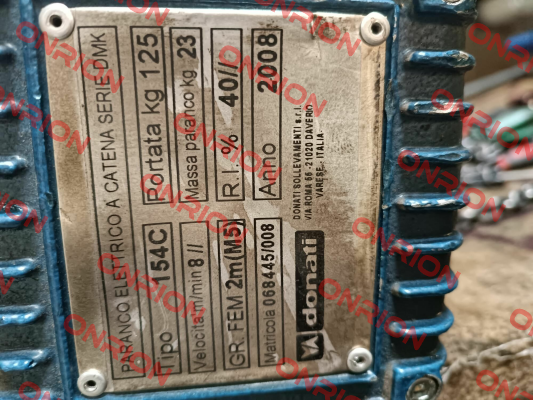 PARANCO ELETTRICO A CATENA SERIE DMK
Tipo 154C Portata kg 125
Velocità m/min 8 // Massa paranco kg 23
GR. FEM 2m(M5) R.I. % 40//
Matricola 068445/008 Anno 2008
donati DONATI SOLLEVAMENTI s.r.l.
VIA ROMA 55 - 21020 DAVERIO
VARESE - ITALIA
ONRION